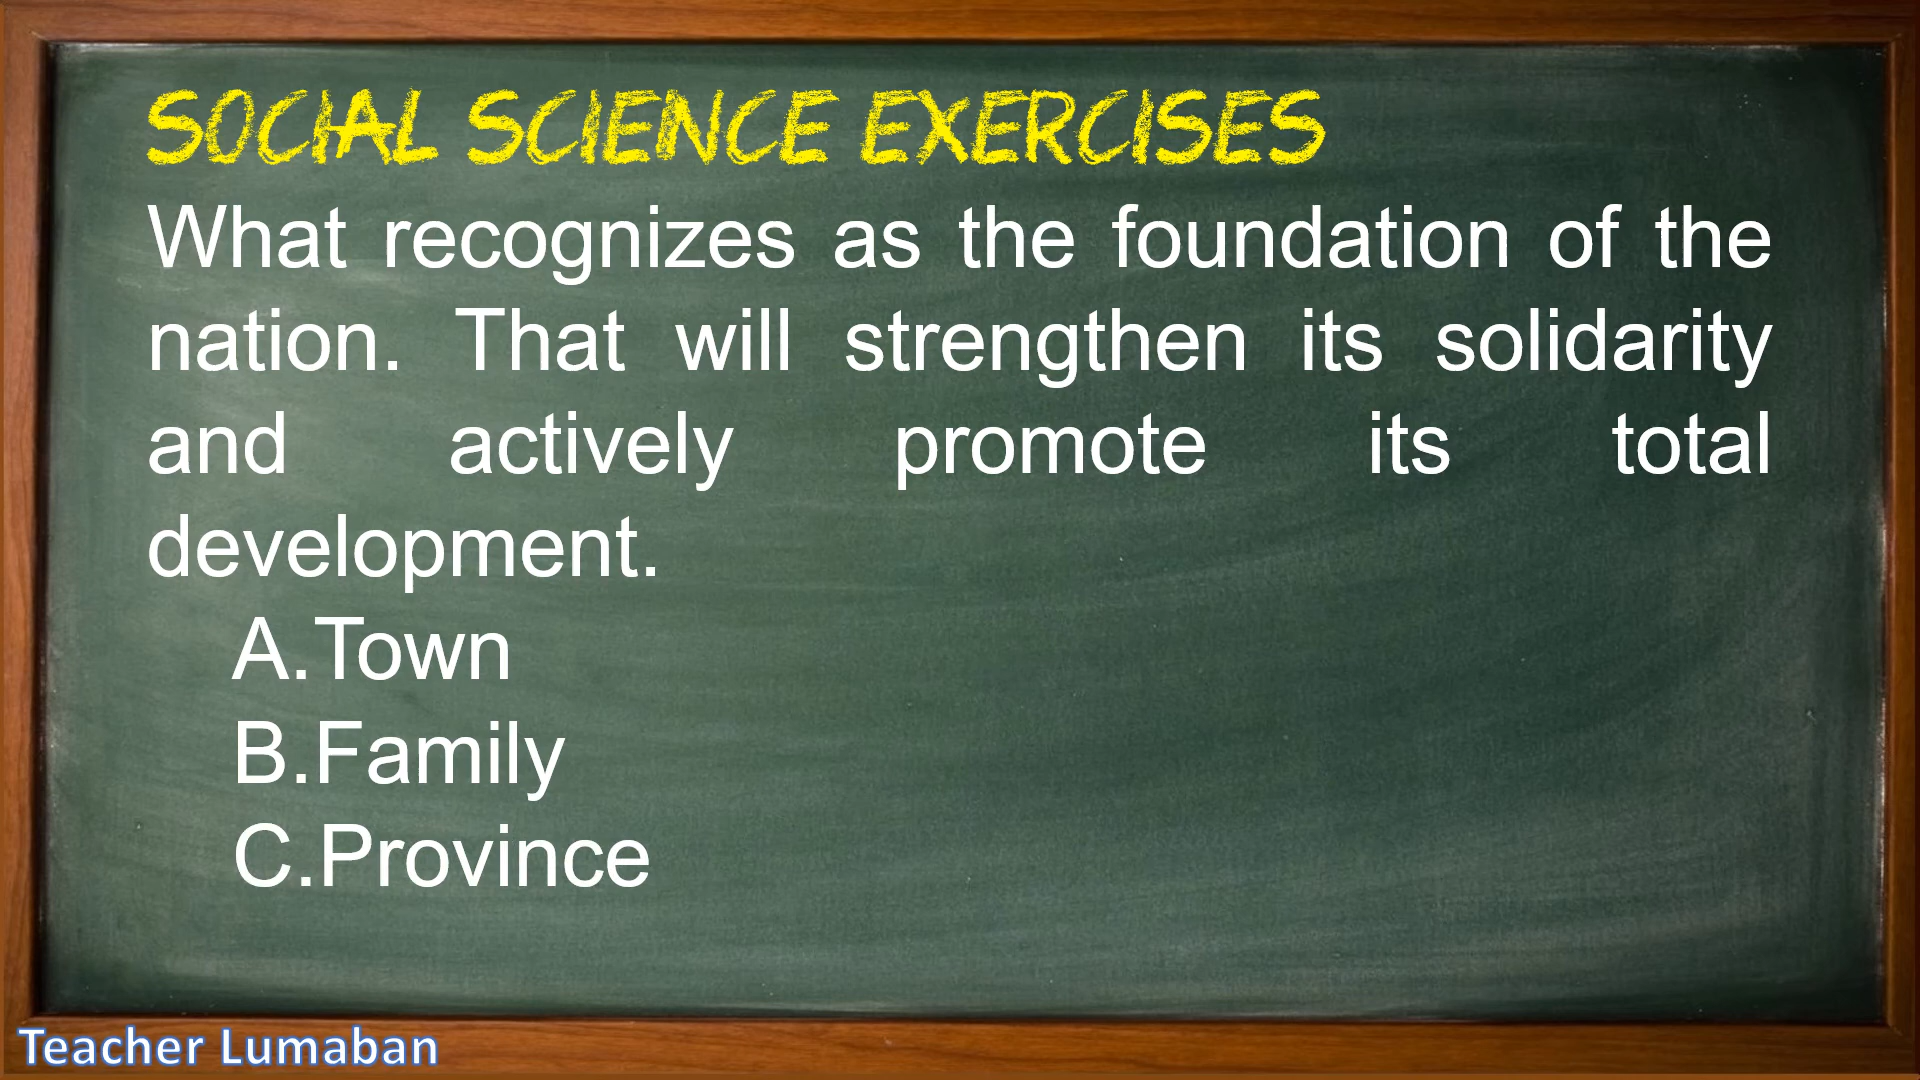 SOCIAL SCIENCE EXERCISES
What recognizes as the foundation of the
nation. That will strengthen its solidarity
and actively promote its total
development.
A.Town
B.Family
C.Province
Teacher Lumaban